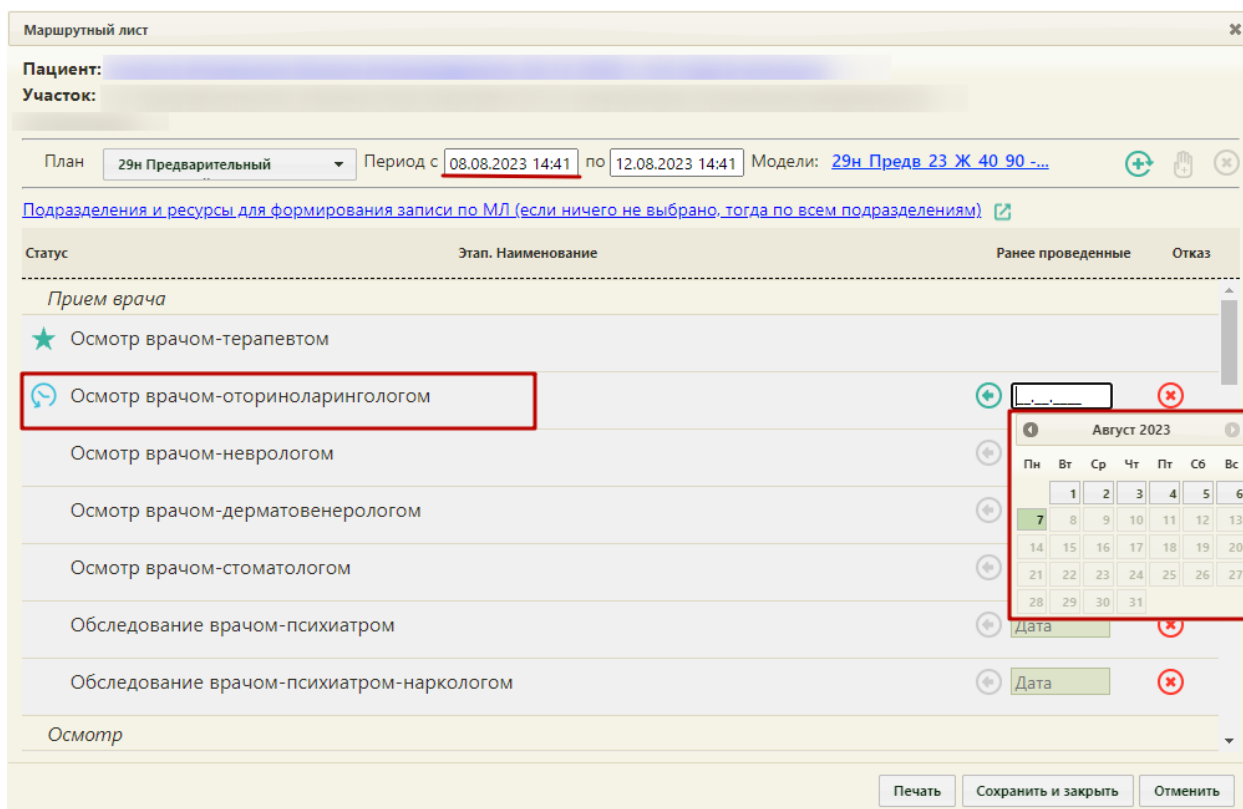 Маршрутный лист
Пациент:
Участок:
План 29н Предварительный Период с 08.08.2023 14:41 по 12.08.2023 14:41 Модели: 29н_Предв_23_Ж_40_90 -...
Подразделения и ресурсы для формирования записи по МЛ (если ничего не выбрано, тогда по всем подразделениям)
Статус Этап. Наименование Ранее проведенные Отказ
Прием врача
Осмотр врачом-терапевтом
Осмотр врачом-оториноларингологом __.__.____
Август 2023
Осмотр врачом-неврологом
Пн Вт Ср Чт Пт Сб Вс
1 2 3 4 5 6
Осмотр врачом-дерматовенерологом
7 8 9 10 11 12 13
14 15 16 17 18 19 20
Осмотр врачом-стоматологом
21 22 23 24 25 26 27
28 29 30 31
Обследование врачом-психиатром Дата
Обследование врачом-психиатром-наркологом Дата
Осмотр
Печать Сохранить и закрыть Отменить